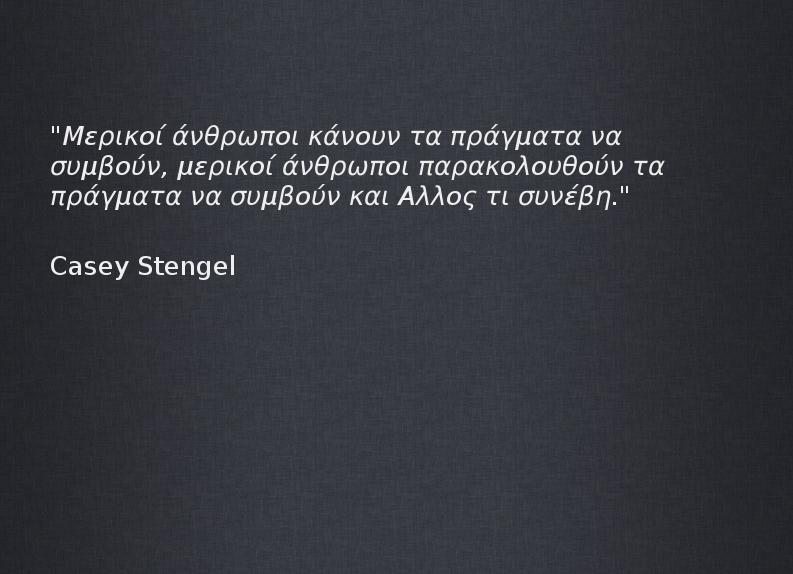 "Μερικοί άνθρωποι κάνουν τα πράγματα να
συμβούν, μερικοί άνθρωποι παρακολουθούν τα
πράγματα να συμβούν και Αλλος τι συνέβη."
Casey Stengel